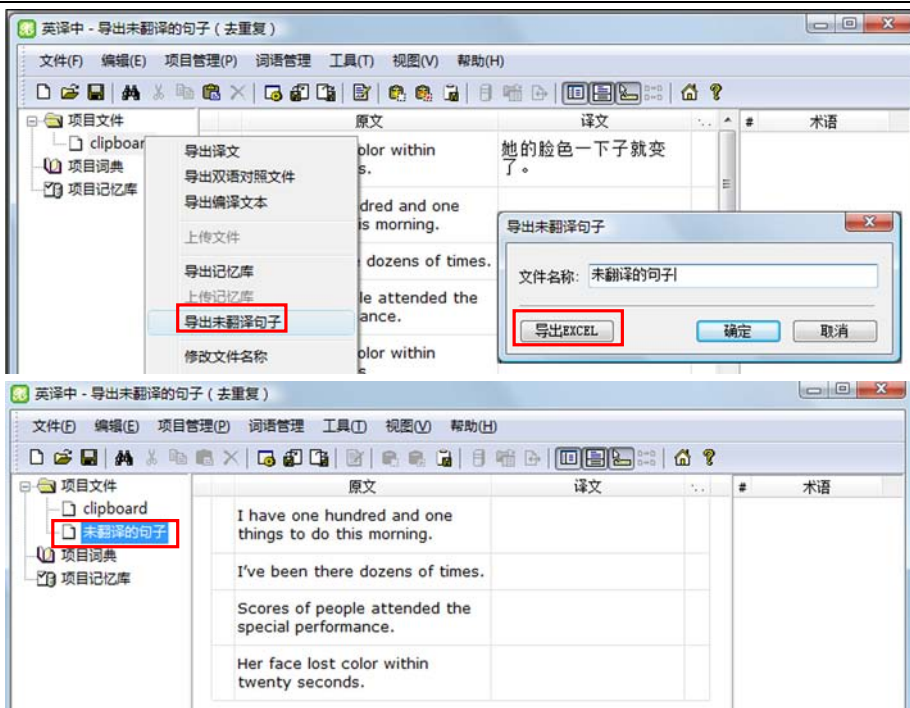 英译中 - 导出未翻译的句子（去重复）
文件(F) 编辑(E) 项目管理(P) 词语管理 工具(T) 视图(V) 帮助(H)
项目文件
clipboar
项目词典
项目记忆库
原文 译文 # 术语
olor within
s.
她的脸色一下子就变
了。
dred and one
is morning.
dozens of times.
le attended the
ance.
olor within
导出译文
导出双语对照文件
导出编译文本
上传文件
导出记忆库
上传记忆库
导出未翻译句子
修改文件名称
导出未翻译句子
文件名称: 未翻译的句子
导出EXCEL 确定 取消
英译中 - 导出未翻译的句子（去重复）
文件(F) 编辑(E) 项目管理(P) 词语管理 工具(T) 视图(V) 帮助(H)
项目文件
clipboard
未翻译的句子
项目词典
项目记忆库
原文 译文 # 术语
I have one hundred and one
things to do this morning.
I've been there dozens of times.
Scores of people attended the
special performance.
Her face lost color within
twenty seconds.